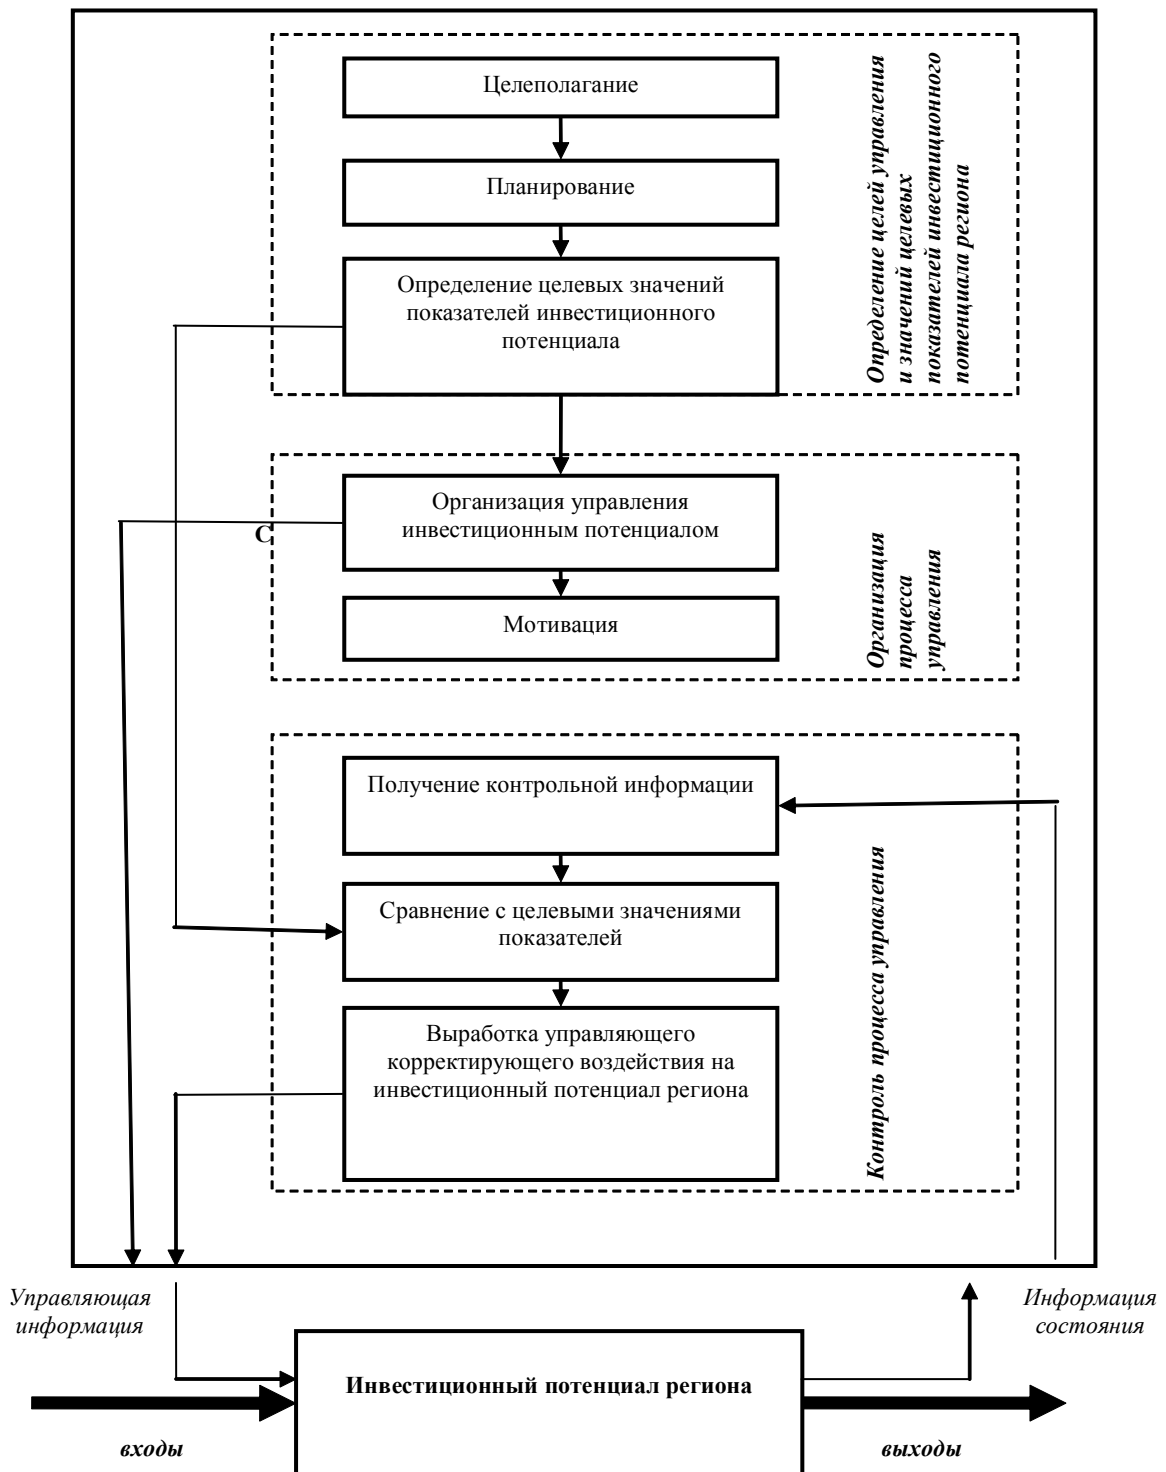 Целеполагание
Планирование
Определение целевых значений
показателей инвестиционного
потенциала
Определение целей управления
и значений целевых
показателей инвестиционного
потенциала региона
Организация управления
инвестиционным потенциалом
С
Мотивация
Организация
процесса
управления
Получение контрольной информации
Сравнение с целевыми значениями
показателей
Выработка управляющего
корректирующего воздействия на
инвестиционный потенциал региона
Контроль процесса управления
Управляющая
информация
Информация
состояния
Инвестиционный потенциал региона
входы
выходы